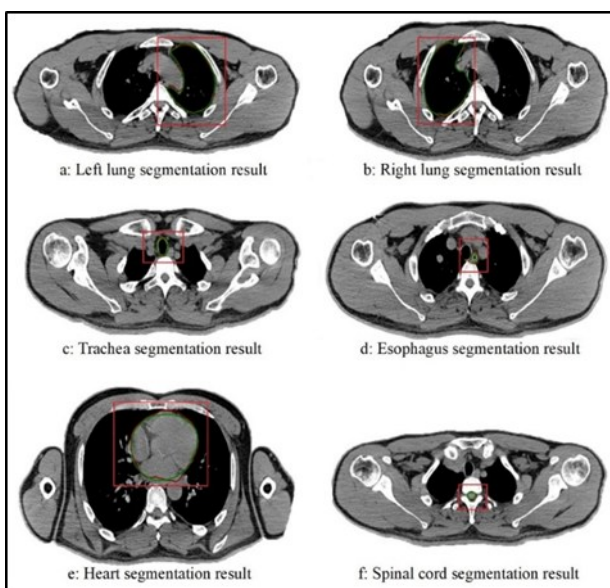 a: Left lung segmentation result
b: Right lung segmentation result
c: Trachea segmentation result
d: Esophagus segmentation result
e: Heart segmentation result
f: Spinal cord segmentation result